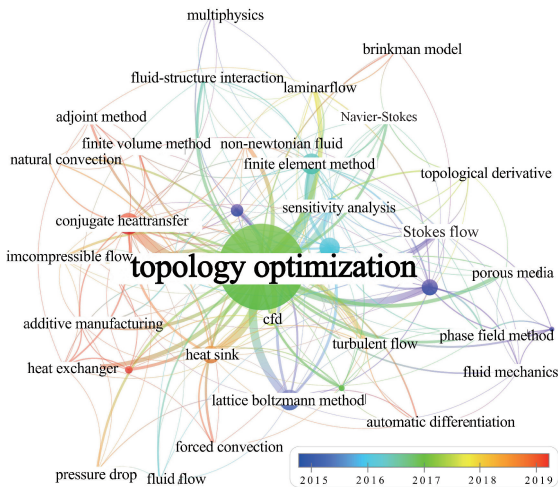 multiphysics
brinkman model
fluid-structure interaction
laminarflow
adjoint method
Navier-Stokes
finite volume method
non-newtonian fluid
natural convection
finite element method
topological derivative
sensitivity analysis
conjugate heattransfer
Stokes flow
imcompressible flow
topology optimization
porous media
cfd
additive manufacturing
turbulent flow
phase field method
heat sink
heat exchanger
fluid mechanics
lattice boltzmann method
automatic differentiation
forced convection
pressure drop
fluid flow
2015 2016 2017 2018 2019